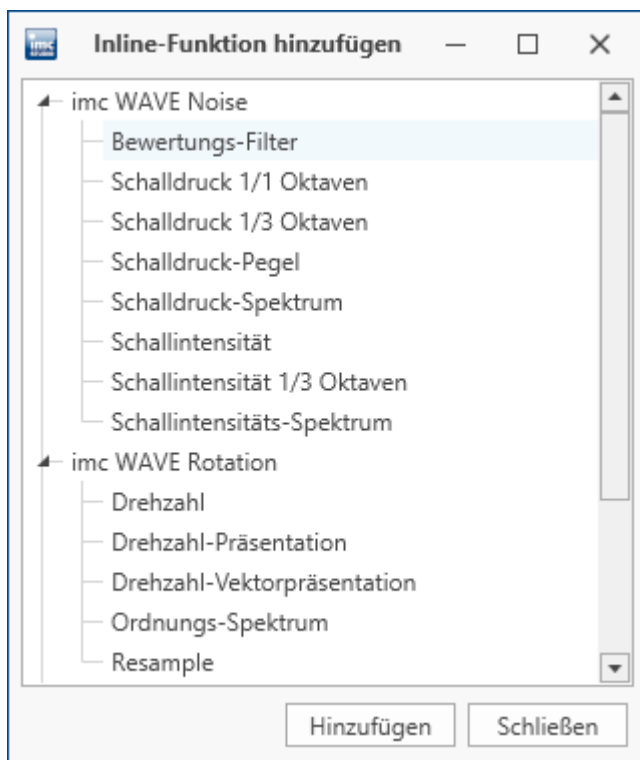 imc
Inline-Funktion hinzufügen
imc WAVE Noise
Bewertungs-Filter
Schalldruck 1/1 Oktaven
Schalldruck 1/3 Oktaven
Schalldruck-Pegel
Schalldruck-Spektrum
Schallintensität
Schallintensität 1/3 Oktaven
Schallintensitäts-Spektrum
imc WAVE Rotation
Drehzahl
Drehzahl-Präsentation
Drehzahl-Vektorpräsentation
Ordnungs-Spektrum
Resample
Hinzufügen
Schließen